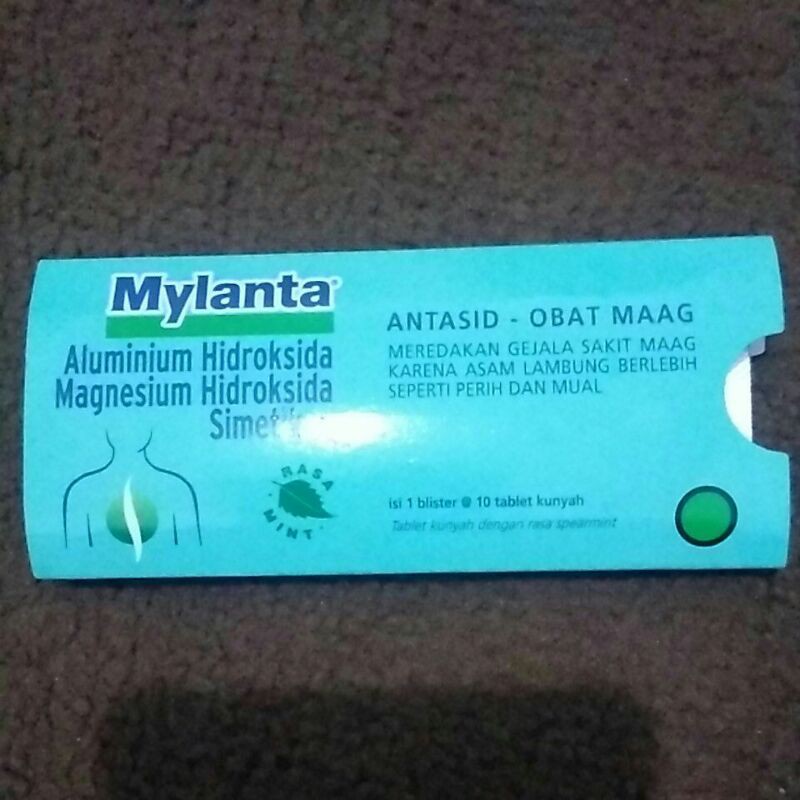 Mylanta
Aluminium Hidroksida
Magnesium Hidroksida
RASA
MINT
ANTASID - OBAT MAAG
MEREDAKAN GEJALA SAKIT MAAG
KARENA ASAM LAMBUNG BERLEBIH
SEPERTI PERIH DAN MUAL
isi 1 blister @ 10 tablet kunyah
Tablet kunyah dengan rasa spearmint